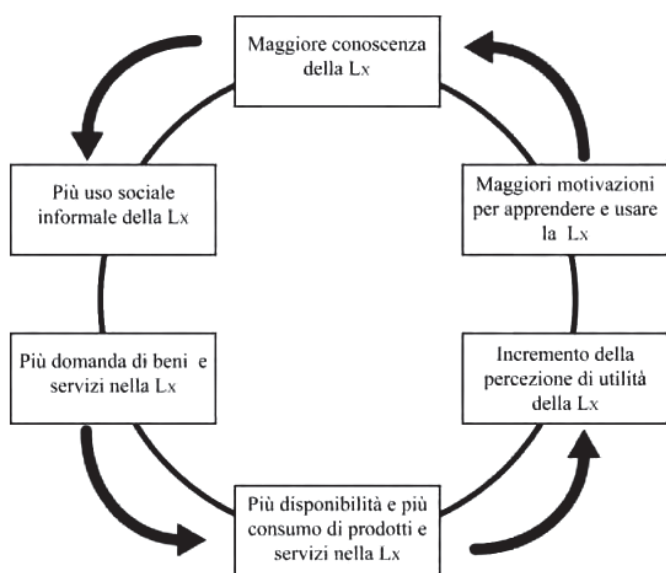 Maggiore conoscenza
della Lx
Più uso sociale
informale della Lx
Maggiori motivazioni
per apprendere e usare
la Lx
Più domanda di beni e
servizi nella Lx
Incremento della
percezione di utilità
della Lx
Più disponibilità e più
consumo di prodotti e
servizi nella Lx